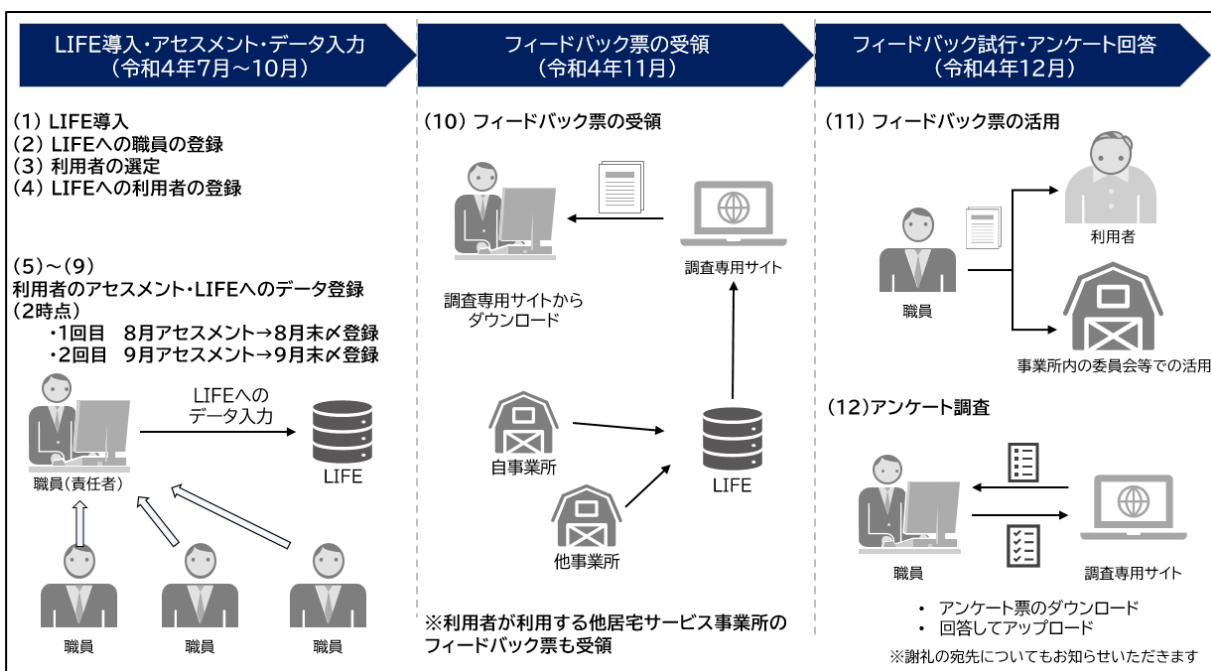 LIFE導入・アセスメント・データ入力
(令和4年7月～10月)
フィードバック票の受領
(令和4年11月)
フィードバック試行・アンケート回答
(令和4年12月)
(1) LIFE導入
(2) LIFEへの職員の登録
(3) 利用者の選定
(4) LIFEへの利用者の登録
(5)～(9)
利用者のアセスメント・LIFEへのデータ登録
(2時点)
・1回目　8月アセスメント→8月末〆登録
・2回目　9月アセスメント→9月末〆登録
LIFEへの
データ入力
職員(責任者)
LIFE
職員
職員
職員
(10) フィードバック票の受領
調査専用サイト
調査専用サイトから
ダウンロード
自事業所
LIFE
他事業所
※利用者が利用する他居宅サービス事業所の
フィードバック票も受領
(11) フィードバック票の活用
利用者
職員
事業所内の委員会等での活用
(12)アンケート調査
職員
調査専用サイト
• アンケート票のダウンロード
• 回答してアップロード
※謝礼の宛先についてもお知らせいただきます